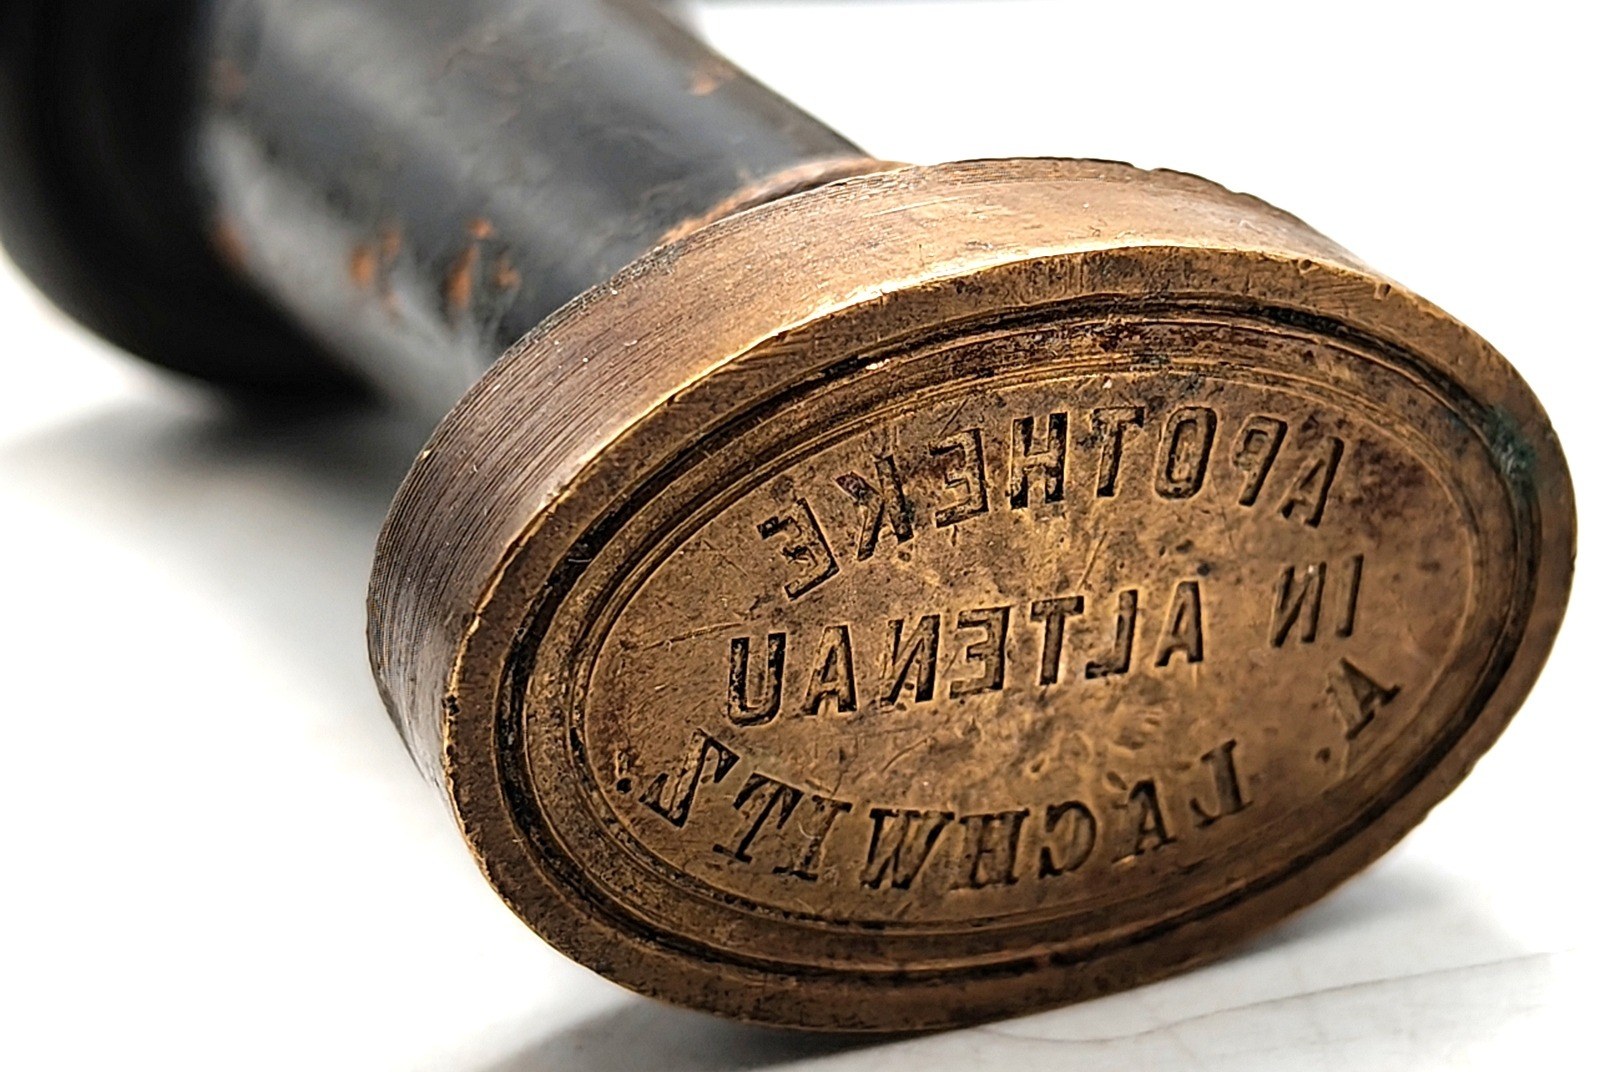 APOTHEKE
IN ALTENAU
A. LACHWITZ.